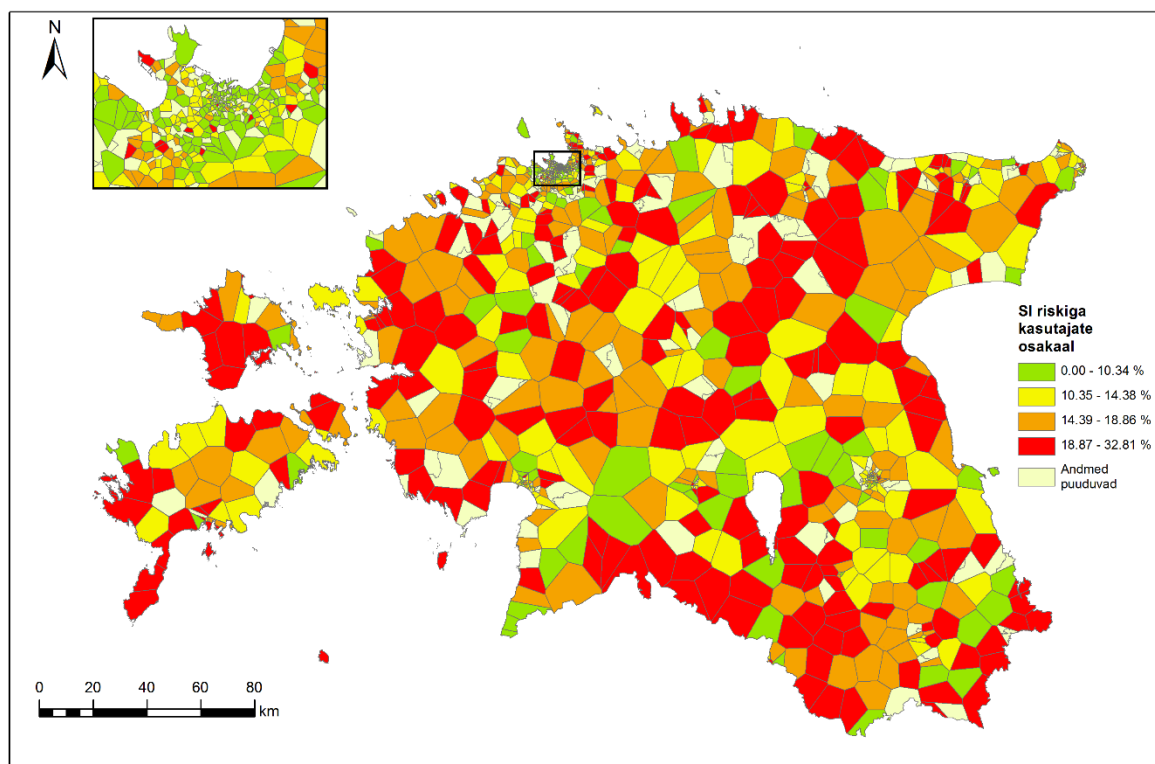 N
SI riskiga
kasutajate
osakaal
0.00 - 10.34 %
10.35 - 14.38 %
14.39 - 18.86 %
18.87 - 32.81 %
Andmed
puuduvad
0 20 40 60 80
km